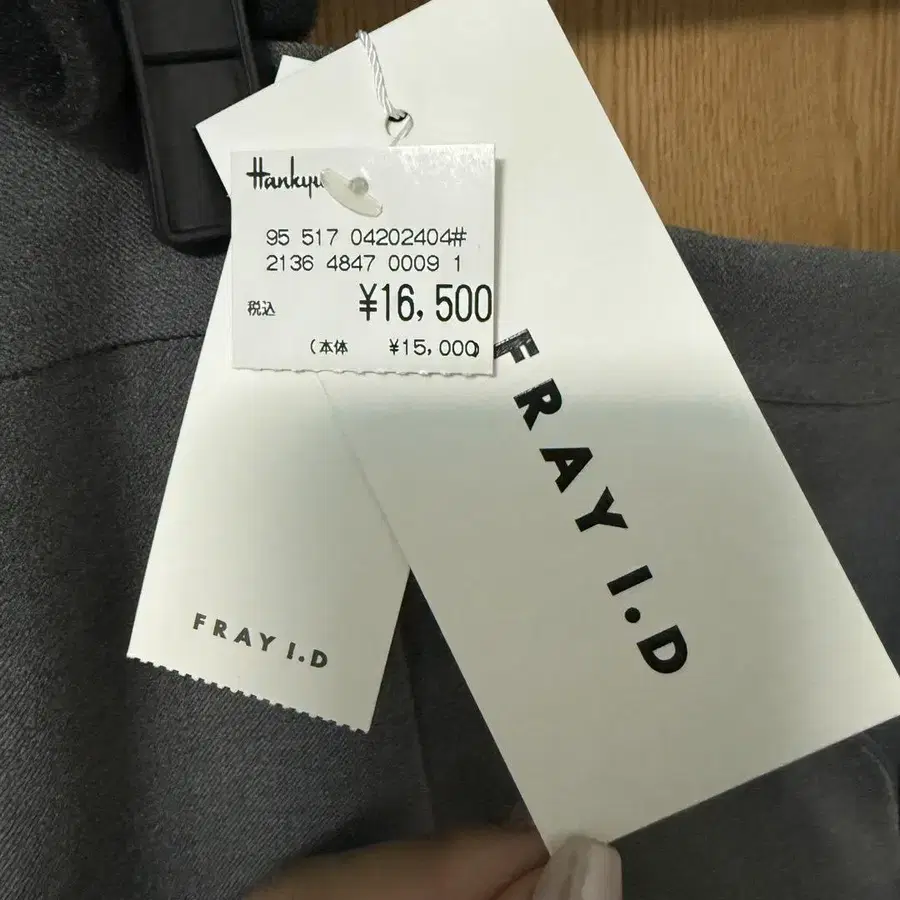 Hankyu
95 517 04202404#
2136 4847 0009 1
税込 ¥16,500
(本体 ¥15,000)
FRAY I.D
FRAY I.D